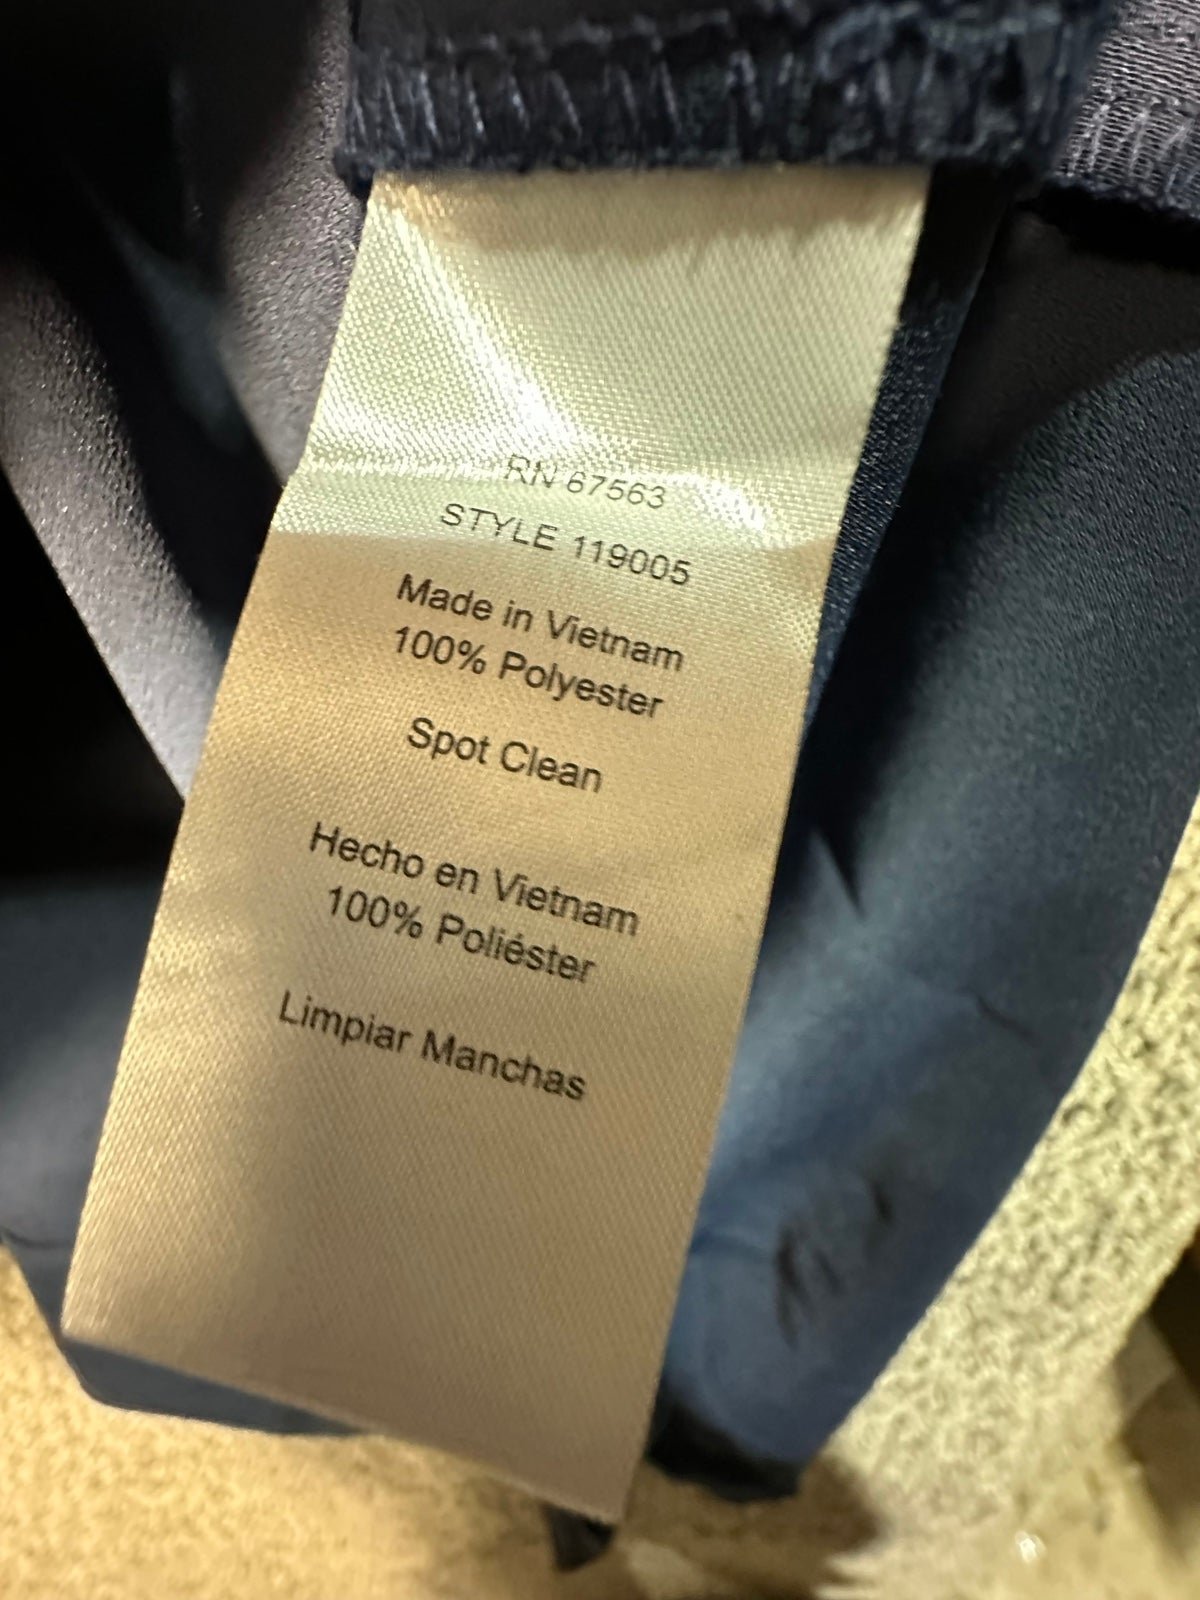 RN 67563
STYLE 119005
Made in Vietnam
100% Polyester
Spot Clean
Hecho en Vietnam
100% Poliéster
Limpiar Manchas